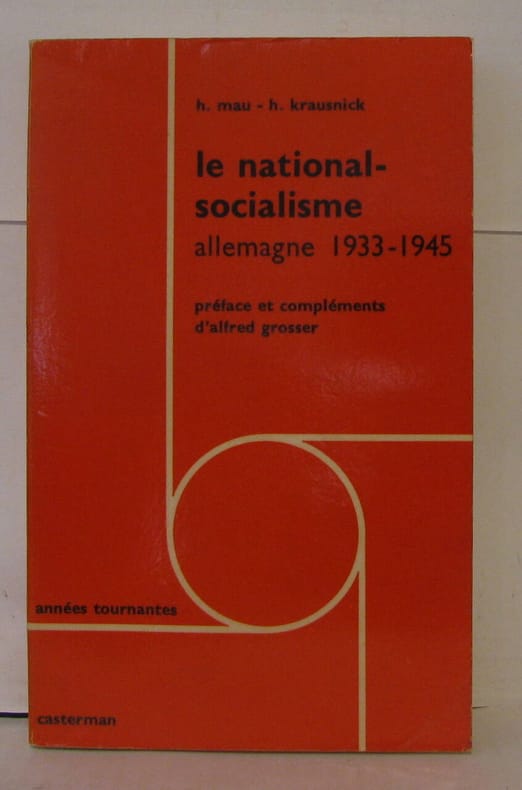 h. mau - h. krausnick
le national-
socialisme
allemagne 1933-1945
préface et compléments
d'alfred grosser
années tournantes
casterman